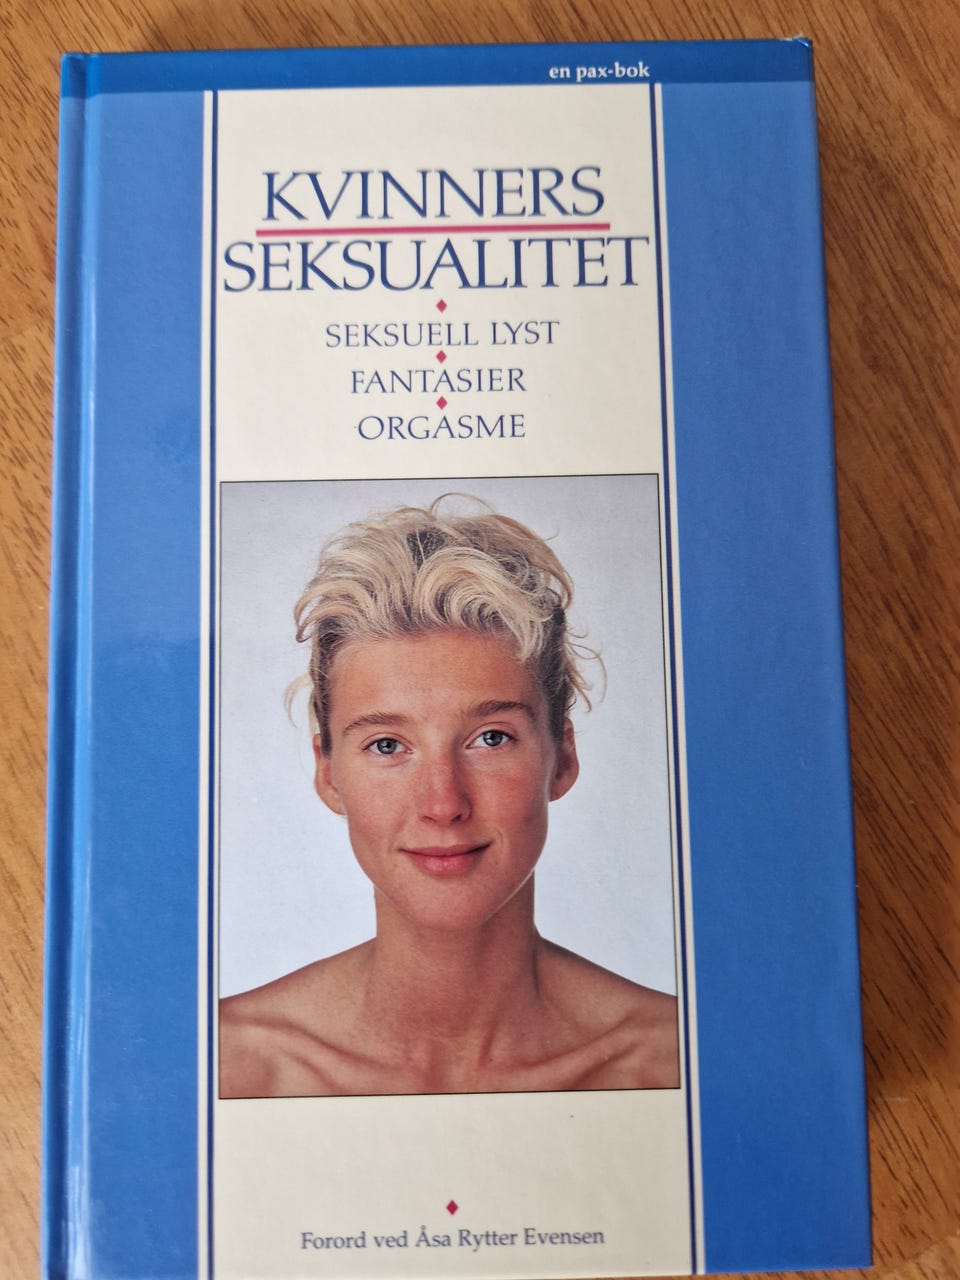 en pax-bok
KVINNERS
SEKSUALITET
SEKSUELL LYST
FANTASIER
ORGASME
Forord ved Åsa Rytter Evensen